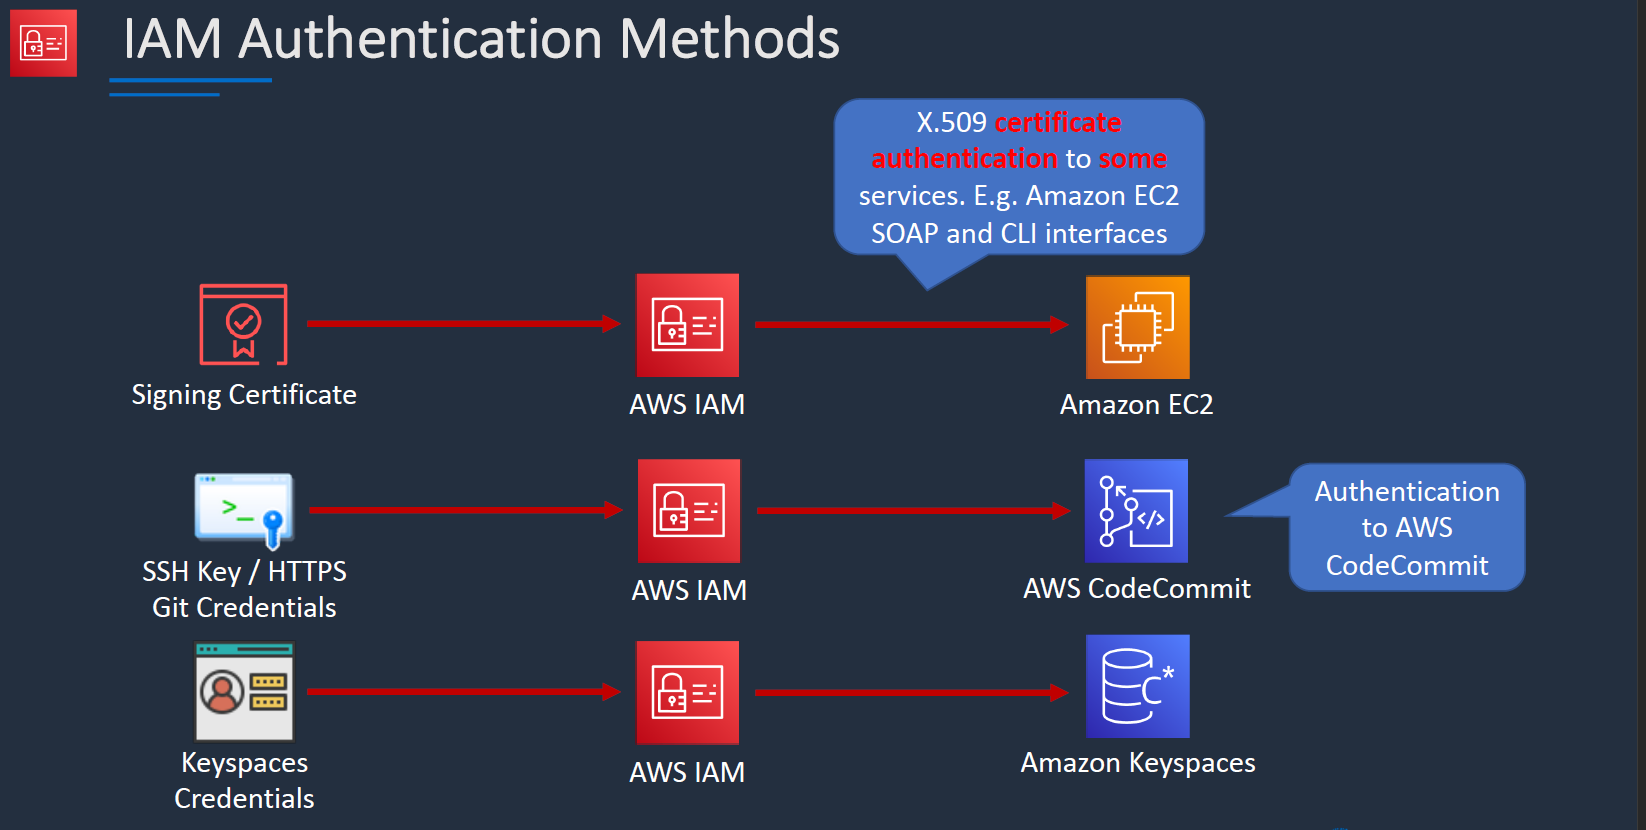 IAM Authentication Methods
X.509 certificate
authentication to some
services. E.g. Amazon EC2
SOAP and CLI interfaces
Signing Certificate
AWS IAM
Amazon EC2
>_
SSH Key / HTTPS
Git Credentials
AWS IAM
</>
AWS CodeCommit
Authentication
to AWS
CodeCommit
Keyspaces
Credentials
AWS IAM
C*
Amazon Keyspaces